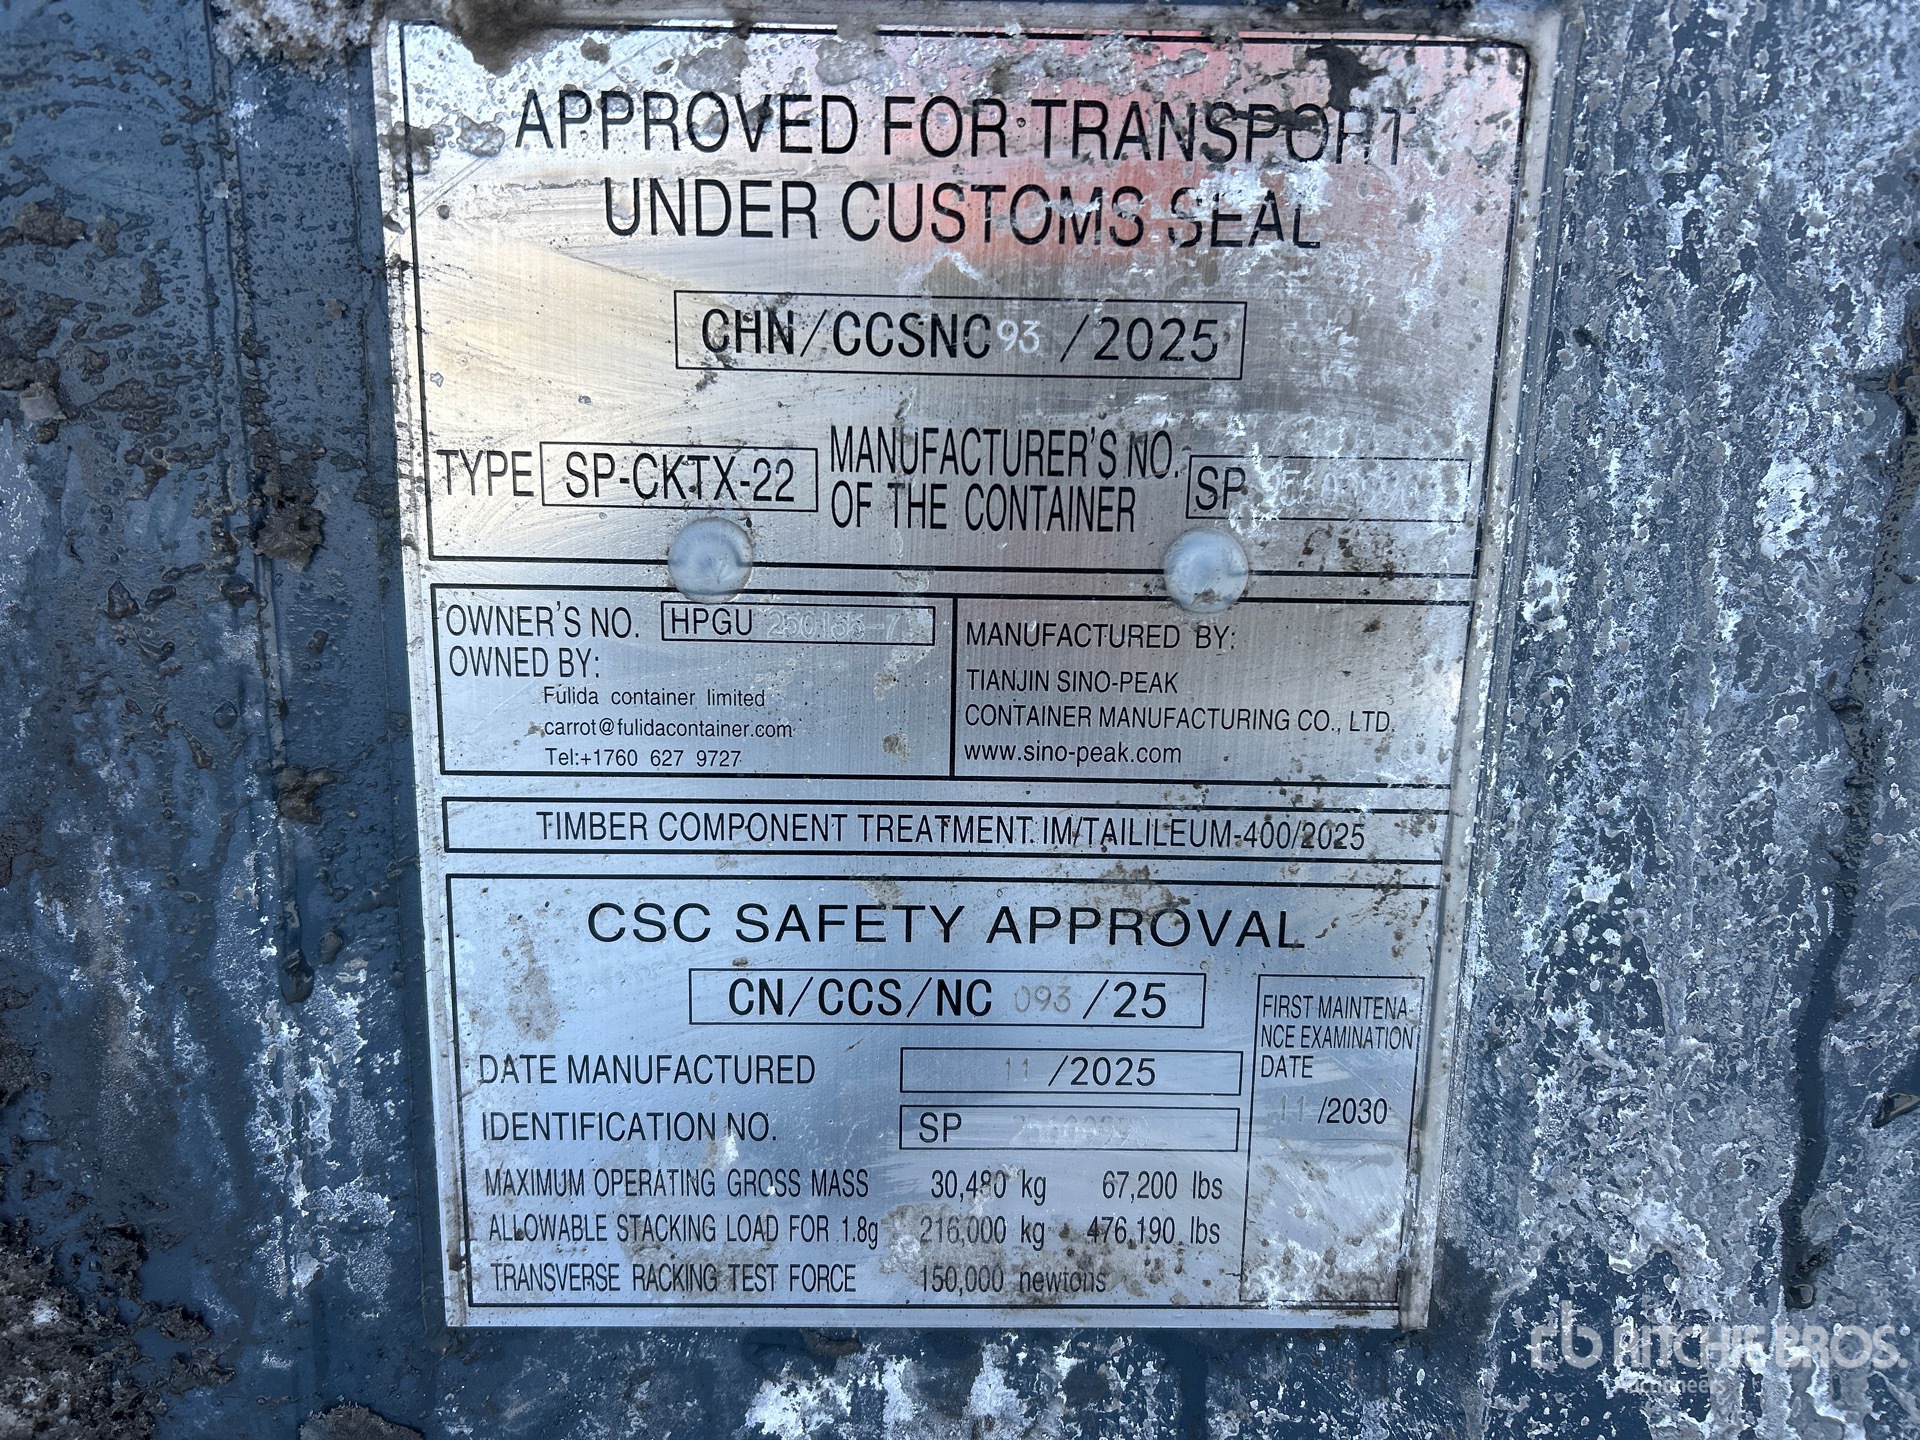 APPROVED FOR TRANSPORT
UNDER CUSTOMS SEAL
CHN/CCSNC 93 /2025
TYPE SP-CKTX-22
MANUFACTURER'S NO.
OF THE CONTAINER
SP
OWNER'S NO. HPGU
OWNED BY:
Fulida container limited
carrot@fulidacontainer.com
Tel:+1760 627 9727
MANUFACTURED BY:
TIANJIN SINO-PEAK
CONTAINER MANUFACTURING CO., LTD.
www.sino-peak.com
TIMBER COMPONENT TREATMENT: IM/TAILILEUM-400/2025
CSC SAFETY APPROVAL
CN/CCS/NC 093 /25
DATE MANUFACTURED 11 /2025
IDENTIFICATION NO. SP
MAXIMUM OPERATING GROSS MASS 30,480 kg 67,200 lbs
ALLOWABLE STACKING LOAD FOR 1.8g 216,000 kg 476,190 lbs
TRANSVERSE RACKING TEST FORCE 150,000 newtons
FIRST MAINTENA-
NCE EXAMINATION
DATE
11 /2030
rb RITCHIE BROS.
Auctioneers